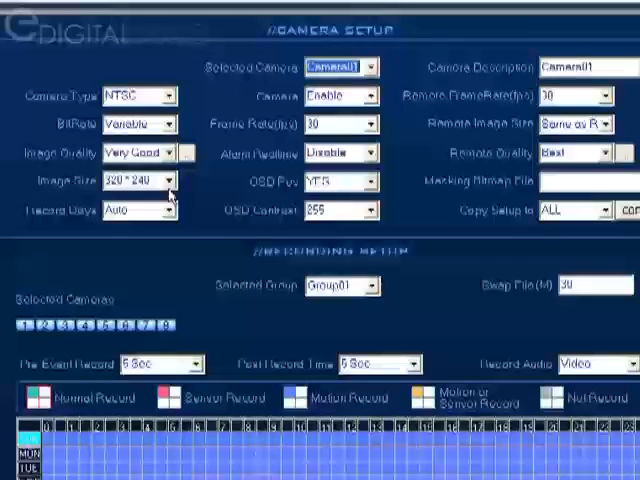 eDIGITAL
//CAMERA SETUP
Selected Camera Camera01 Camera Description Camera01
Camera Type NTSC Camera Enable Remote FrameRate(fps) 30
BitRate Variable Frame Rate(fps) 30 Remote Image Size Same as R
Image Quality Very Good ... Alarm Realtime Disable Remote Quality Best
Image Size 320 * 240 OSD Pos YES Masking Bitmap File
Record Days Auto OSD Contrast 255 Copy Setup to ALL
//RECORDING SETUP
Selected Group Group01 Swap File(M) 30
Selected Cameras
1 2 3 4 5 6 7 8
Pre Event Record 5 Sec Post Record Time 5 Sec Record Audio Video
Normal Record Sensor Record Motion Record Motion or Sensor Record Not Record
0 1 2 3 4 5 6 7 8 9 10 11 12 13 14 15 16 17 18 19 20 21 22 23
SUN
MON
TUE